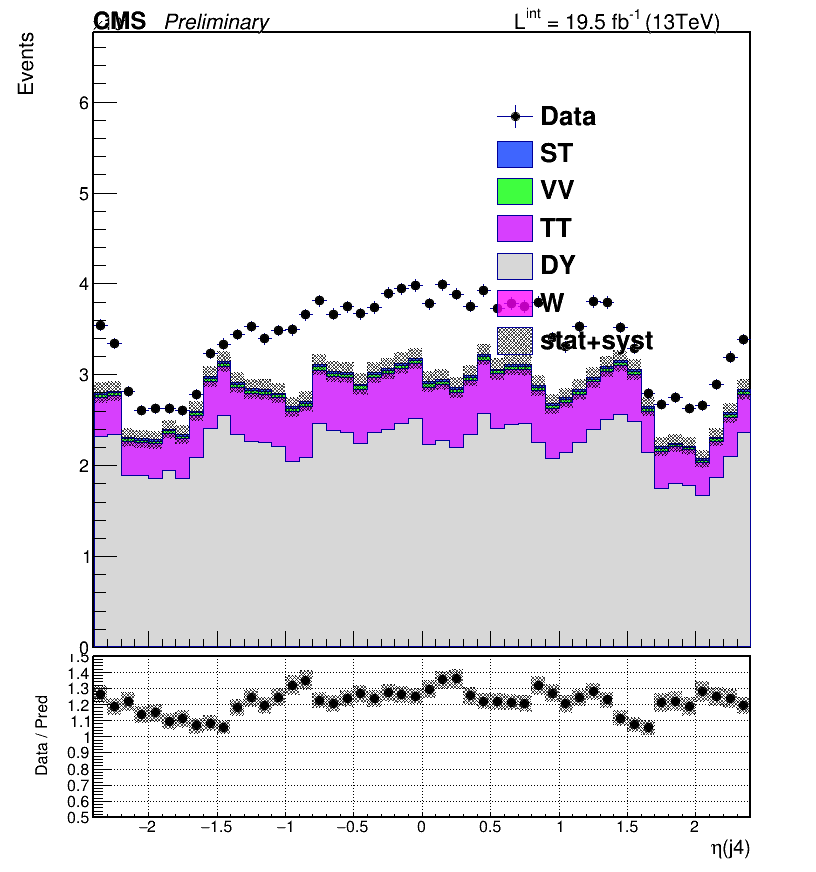 CMS Preliminary
L^int = 19.5 fb^-1 (13TeV)
Events
6
5
4
3
2
1
0
Data
ST
VV
TT
DY
W
stat+syst
Data / Pred
1.5
1.4
1.3
1.2
1.1
1
0.9
0.8
0.7
0.6
0.5
−2 −1.5 −1 −0.5 0 0.5 1 1.5 2
η(j4)